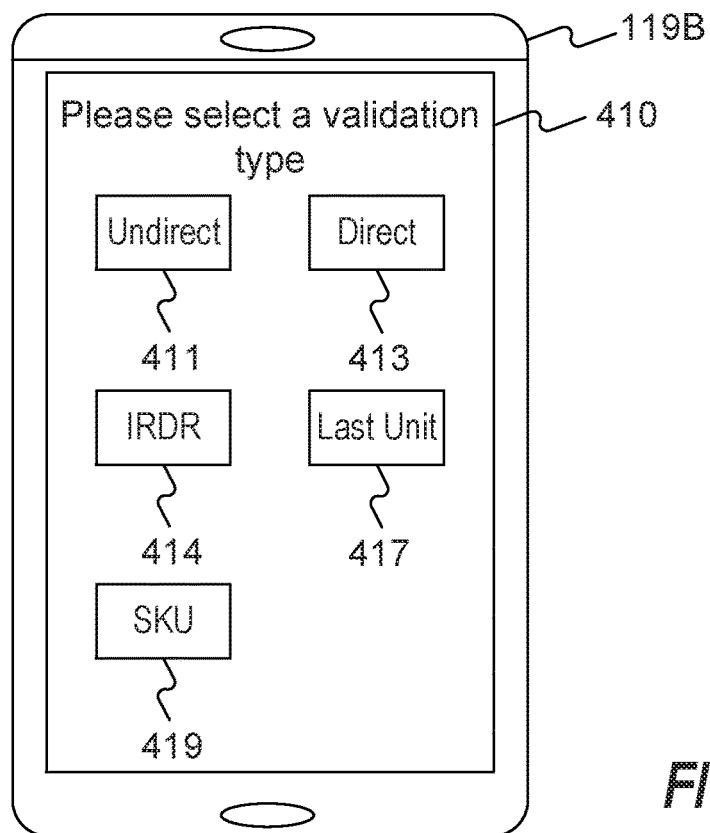 119B
Please select a validation
type
410
Undirect
Direct
411
413
IRDR
Last Unit
414
417
SKU
419
FI